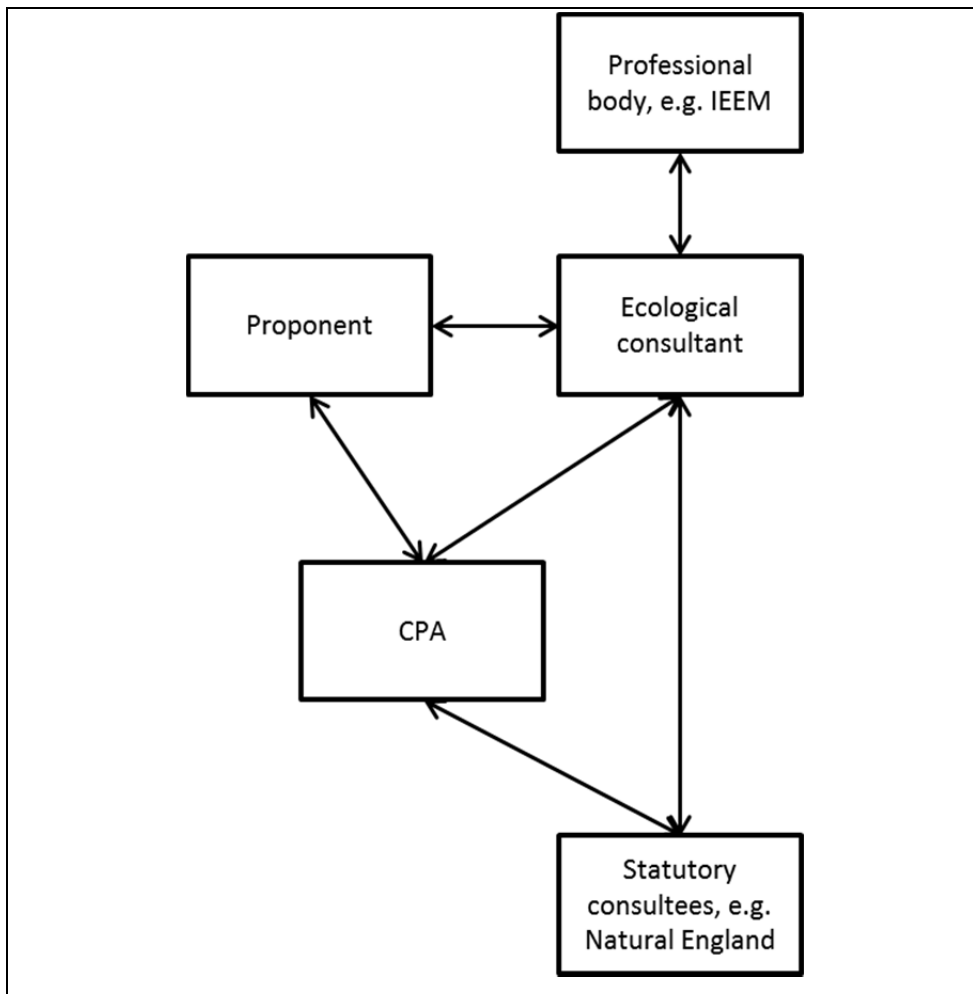 Professional
body, e.g. IEEM
Proponent
Ecological
consultant
CPA
Statutory
consultees, e.g.
Natural England